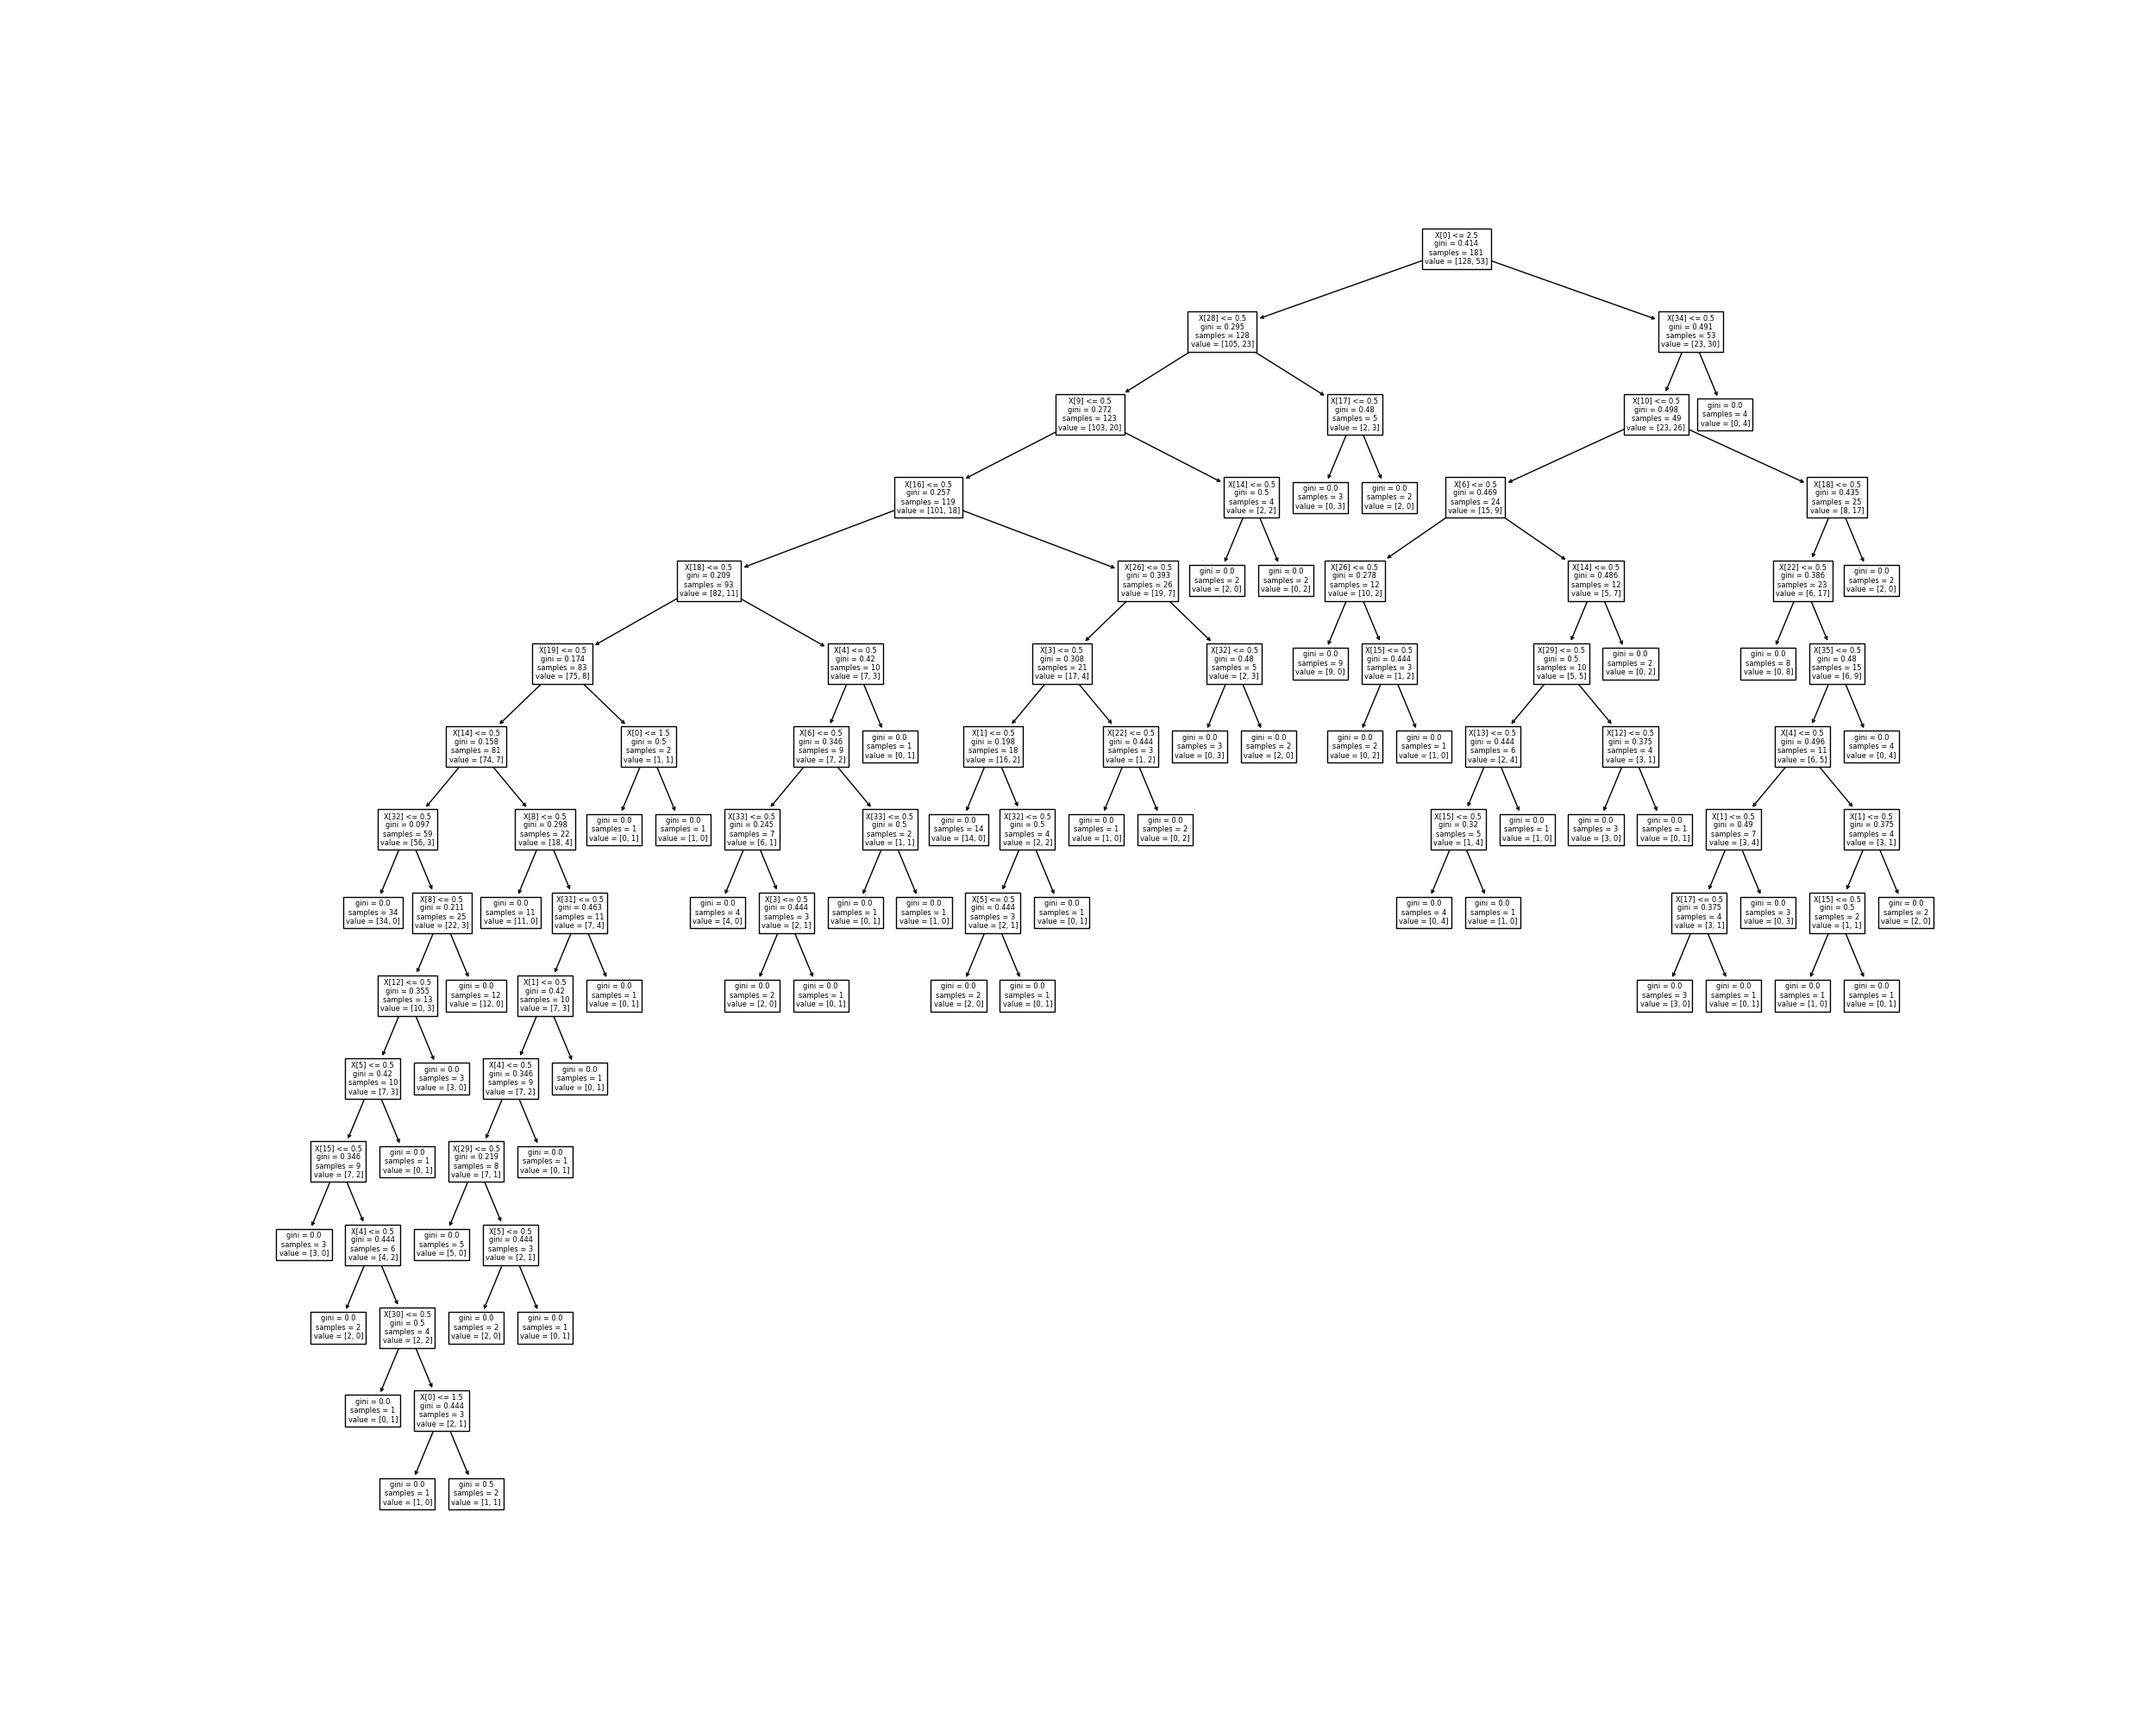 X[0] <= 2.5
gini = 0.414
samples = 181
value = [128, 53]
X[28] <= 0.5
gini = 0.295
samples = 128
value = [105, 23]
X[34] <= 0.5
gini = 0.491
samples = 53
value = [23, 30]
X[9] <= 0.5
gini = 0.272
samples = 123
value = [103, 20]
X[17] <= 0.5
gini = 0.48
samples = 5
value = [2, 3]
X[10] <= 0.5
gini = 0.498
samples = 49
value = [23, 26]
gini = 0.0
samples = 4
value = [0, 4]
X[16] <= 0.5
gini = 0.257
samples = 119
value = [101, 18]
X[14] <= 0.5
gini = 0.5
samples = 4
value = [2, 2]
gini = 0.0
samples = 3
value = [0, 3]
gini = 0.0
samples = 2
value = [2, 0]
X[6] <= 0.5
gini = 0.469
samples = 24
value = [15, 9]
X[18] <= 0.5
gini = 0.435
samples = 25
value = [8, 17]
X[18] <= 0.5
gini = 0.209
samples = 93
value = [82, 11]
X[26] <= 0.5
gini = 0.393
samples = 26
value = [19, 7]
gini = 0.0
samples = 2
value = [2, 0]
gini = 0.0
samples = 2
value = [0, 2]
X[26] <= 0.5
gini = 0.278
samples = 12
value = [10, 2]
X[14] <= 0.5
gini = 0.486
samples = 12
value = [5, 7]
X[22] <= 0.5
gini = 0.386
samples = 23
value = [6, 17]
gini = 0.0
samples = 2
value = [2, 0]
X[19] <= 0.5
gini = 0.174
samples = 83
value = [75, 8]
X[4] <= 0.5
gini = 0.42
samples = 10
value = [7, 3]
X[3] <= 0.5
gini = 0.308
samples = 21
value = [17, 4]
X[32] <= 0.5
gini = 0.48
samples = 5
value = [2, 3]
gini = 0.0
samples = 9
value = [9, 0]
X[15] <= 0.5
gini = 0.444
samples = 3
value = [1, 2]
X[29] <= 0.5
gini = 0.5
samples = 10
value = [5, 5]
gini = 0.0
samples = 2
value = [0, 2]
gini = 0.0
samples = 8
value = [0, 8]
X[35] <= 0.5
gini = 0.48
samples = 15
value = [6, 9]
X[14] <= 0.5
gini = 0.158
samples = 81
value = [74, 7]
X[0] <= 1.5
gini = 0.5
samples = 2
value = [1, 1]
X[6] <= 0.5
gini = 0.346
samples = 9
value = [7, 2]
gini = 0.0
samples = 1
value = [0, 1]
X[1] <= 0.5
gini = 0.198
samples = 18
value = [16, 2]
X[22] <= 0.5
gini = 0.444
samples = 3
value = [1, 2]
gini = 0.0
samples = 3
value = [0, 3]
gini = 0.0
samples = 2
value = [2, 0]
gini = 0.0
samples = 2
value = [0, 2]
gini = 0.0
samples = 1
value = [1, 0]
X[13] <= 0.5
gini = 0.444
samples = 6
value = [2, 4]
X[12] <= 0.5
gini = 0.375
samples = 4
value = [3, 1]
X[4] <= 0.5
gini = 0.496
samples = 11
value = [6, 5]
gini = 0.0
samples = 4
value = [0, 4]
X[32] <= 0.5
gini = 0.097
samples = 59
value = [56, 3]
X[8] <= 0.5
gini = 0.298
samples = 22
value = [18, 4]
gini = 0.0
samples = 1
value = [0, 1]
gini = 0.0
samples = 1
value = [1, 0]
X[33] <= 0.5
gini = 0.245
samples = 7
value = [6, 1]
X[33] <= 0.5
gini = 0.5
samples = 2
value = [1, 1]
gini = 0.0
samples = 14
value = [14, 0]
X[32] <= 0.5
gini = 0.5
samples = 4
value = [2, 2]
gini = 0.0
samples = 1
value = [1, 0]
gini = 0.0
samples = 2
value = [0, 2]
X[15] <= 0.5
gini = 0.32
samples = 5
value = [1, 4]
gini = 0.0
samples = 1
value = [1, 0]
gini = 0.0
samples = 3
value = [3, 0]
gini = 0.0
samples = 1
value = [0, 1]
X[1] <= 0.5
gini = 0.49
samples = 7
value = [3, 4]
X[1] <= 0.5
gini = 0.375
samples = 4
value = [3, 1]
gini = 0.0
samples = 34
value = [34, 0]
X[8] <= 0.5
gini = 0.211
samples = 25
value = [22, 3]
gini = 0.0
samples = 11
value = [11, 0]
X[31] <= 0.5
gini = 0.463
samples = 11
value = [7, 4]
gini = 0.0
samples = 4
value = [4, 0]
X[3] <= 0.5
gini = 0.444
samples = 3
value = [2, 1]
gini = 0.0
samples = 1
value = [0, 1]
gini = 0.0
samples = 1
value = [1, 0]
X[5] <= 0.5
gini = 0.444
samples = 3
value = [2, 1]
gini = 0.0
samples = 1
value = [0, 1]
gini = 0.0
samples = 4
value = [0, 4]
gini = 0.0
samples = 1
value = [1, 0]
X[17] <= 0.5
gini = 0.375
samples = 4
value = [3, 1]
gini = 0.0
samples = 3
value = [0, 3]
X[15] <= 0.5
gini = 0.5
samples = 2
value = [1, 1]
gini = 0.0
samples = 2
value = [2, 0]
X[12] <= 0.5
gini = 0.355
samples = 13
value = [10, 3]
gini = 0.0
samples = 12
value = [12, 0]
X[1] <= 0.5
gini = 0.42
samples = 10
value = [7, 3]
gini = 0.0
samples = 1
value = [0, 1]
gini = 0.0
samples = 2
value = [2, 0]
gini = 0.0
samples = 1
value = [0, 1]
gini = 0.0
samples = 2
value = [2, 0]
gini = 0.0
samples = 1
value = [0, 1]
gini = 0.0
samples = 3
value = [3, 0]
gini = 0.0
samples = 1
value = [0, 1]
gini = 0.0
samples = 1
value = [1, 0]
gini = 0.0
samples = 1
value = [0, 1]
X[5] <= 0.5
gini = 0.42
samples = 10
value = [7, 3]
gini = 0.0
samples = 3
value = [3, 0]
X[4] <= 0.5
gini = 0.346
samples = 9
value = [7, 2]
gini = 0.0
samples = 1
value = [0, 1]
X[15] <= 0.5
gini = 0.346
samples = 9
value = [7, 2]
gini = 0.0
samples = 1
value = [0, 1]
X[29] <= 0.5
gini = 0.219
samples = 8
value = [7, 1]
gini = 0.0
samples = 1
value = [0, 1]
gini = 0.0
samples = 3
value = [3, 0]
X[4] <= 0.5
gini = 0.444
samples = 6
value = [4, 2]
gini = 0.0
samples = 5
value = [5, 0]
X[5] <= 0.5
gini = 0.444
samples = 3
value = [2, 1]
gini = 0.0
samples = 2
value = [2, 0]
X[30] <= 0.5
gini = 0.5
samples = 4
value = [2, 2]
gini = 0.0
samples = 2
value = [2, 0]
gini = 0.0
samples = 1
value = [0, 1]
gini = 0.0
samples = 1
value = [0, 1]
X[0] <= 1.5
gini = 0.444
samples = 3
value = [2, 1]
gini = 0.0
samples = 1
value = [1, 0]
gini = 0.5
samples = 2
value = [1, 1]